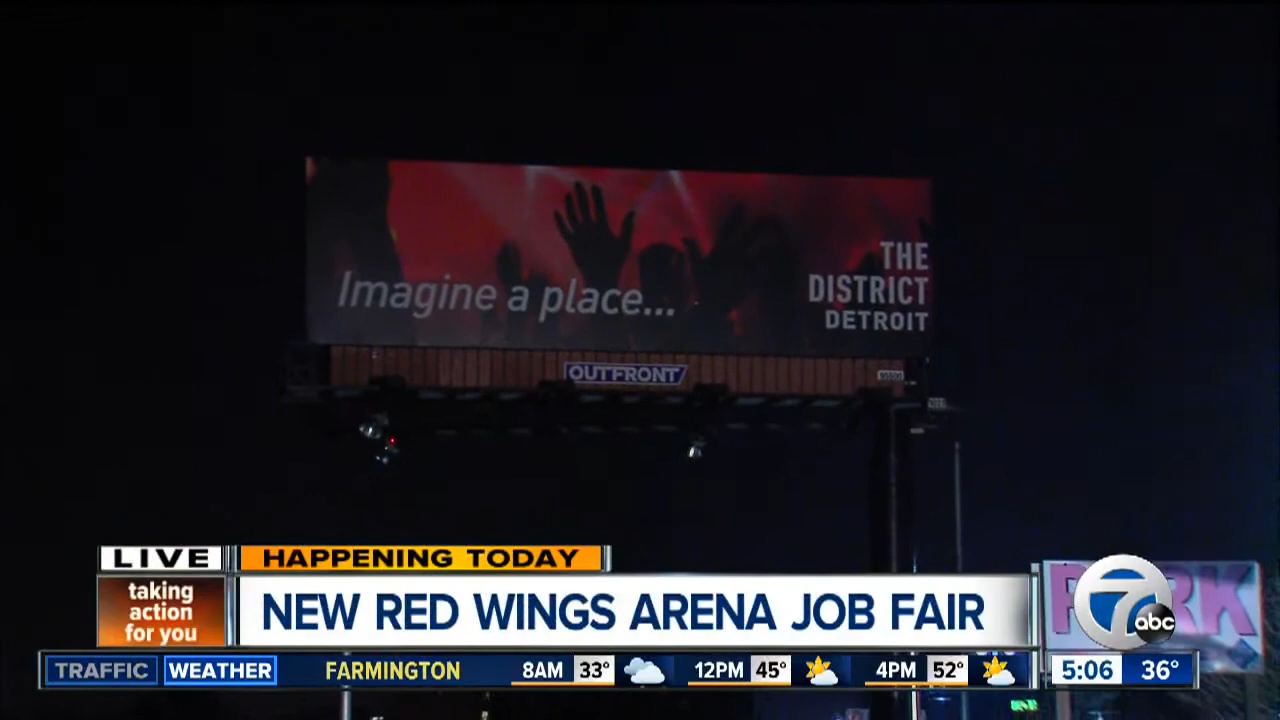 Imagine a place...
THE
DISTRICT
DETROIT
OUTFRONT
LIVE
HAPPENING TODAY
taking
action
for you
NEW RED WINGS ARENA JOB FAIR
7
abc
TRAFFIC WEATHER FARMINGTON 8AM 33° 12PM 45° 4PM 52° 5:06 36°